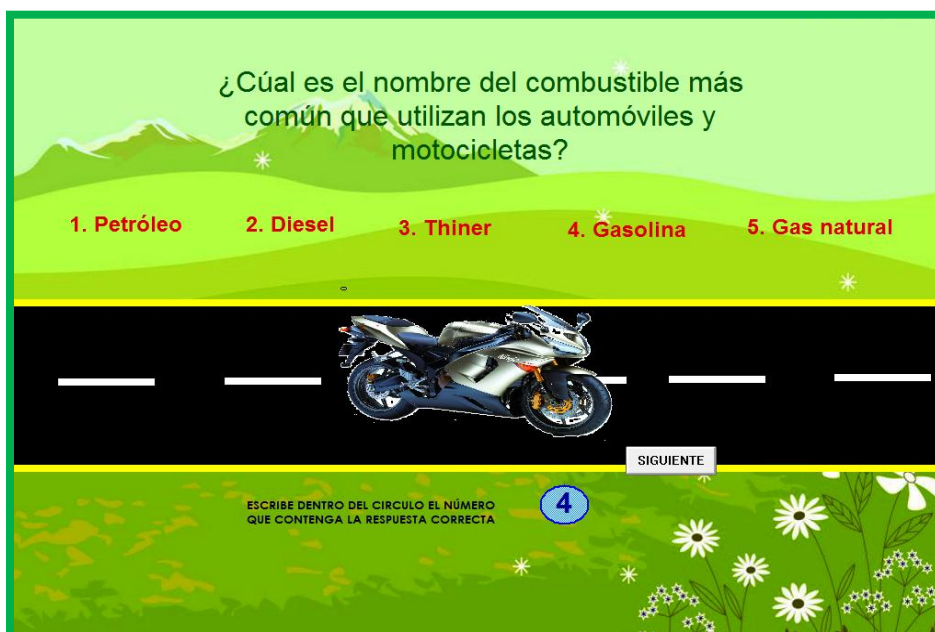 ¿Cúal es el nombre del combustible más
común que utilizan los automóviles y
motocicletas?
1. Petróleo 2. Diesel 3. Thiner 4. Gasolina 5. Gas natural
SIGUIENTE
ESCRIBE DENTRO DEL CIRCULO EL NÚMERO
QUE CONTENGA LA RESPUESTA CORRECTA
4